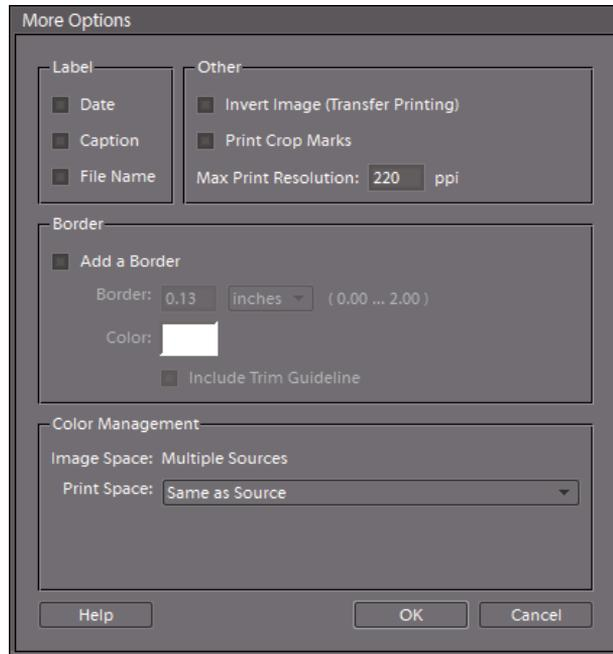 More Options
Label
Date
Caption
File Name
Other
Invert Image (Transfer Printing)
Print Crop Marks
Max Print Resolution: 220 ppi
Border
Add a Border
Border: 0.13 inches ( 0.00 ... 2.00 )
Color:
Include Trim Guideline
Color Management
Image Space: Multiple Sources
Print Space: Same as Source
Help OK Cancel